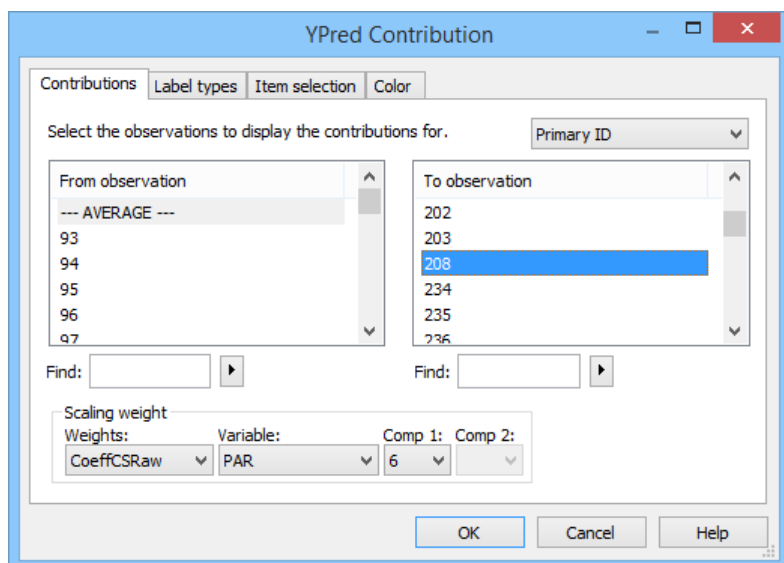 YPred Contribution
Contributions Label types Item selection Color
Select the observations to display the contributions for. Primary ID
From observation
--- AVERAGE ---
93
94
95
96
97
To observation
202
203
208
234
235
236
Find: Find:
Scaling weight
Weights: Variable: Comp 1: Comp 2:
CoeffCSRaw PAR 6
OK Cancel Help